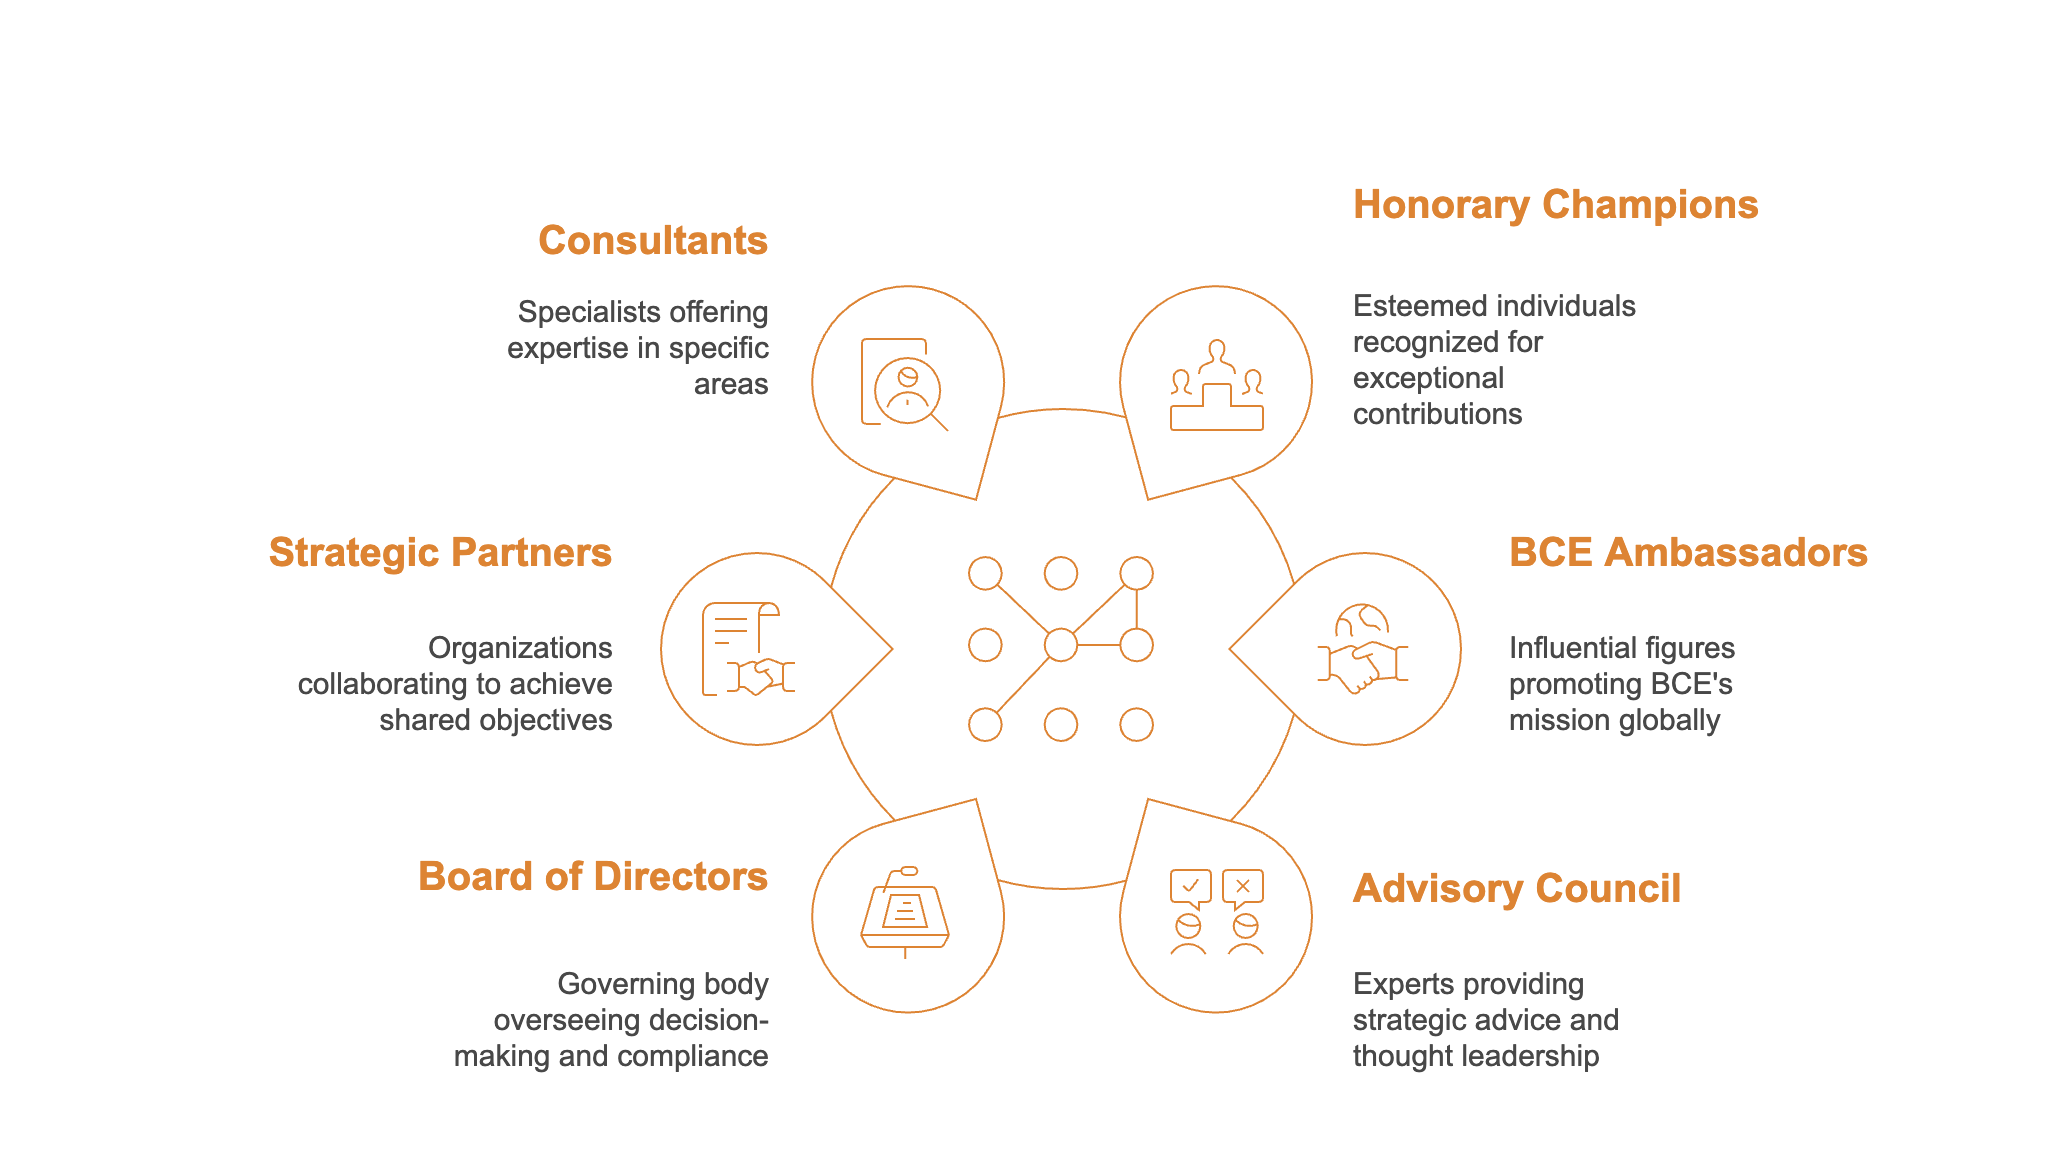 Consultants
Specialists offering
expertise in specific
areas
Honorary Champions
Esteemed individuals
recognized for
exceptional
contributions
Strategic Partners
Organizations
collaborating to achieve
shared objectives
BCE Ambassadors
Influential figures
promoting BCE's
mission globally
Board of Directors
Governing body
overseeing decision-
making and compliance
Advisory Council
Experts providing
strategic advice and
thought leadership